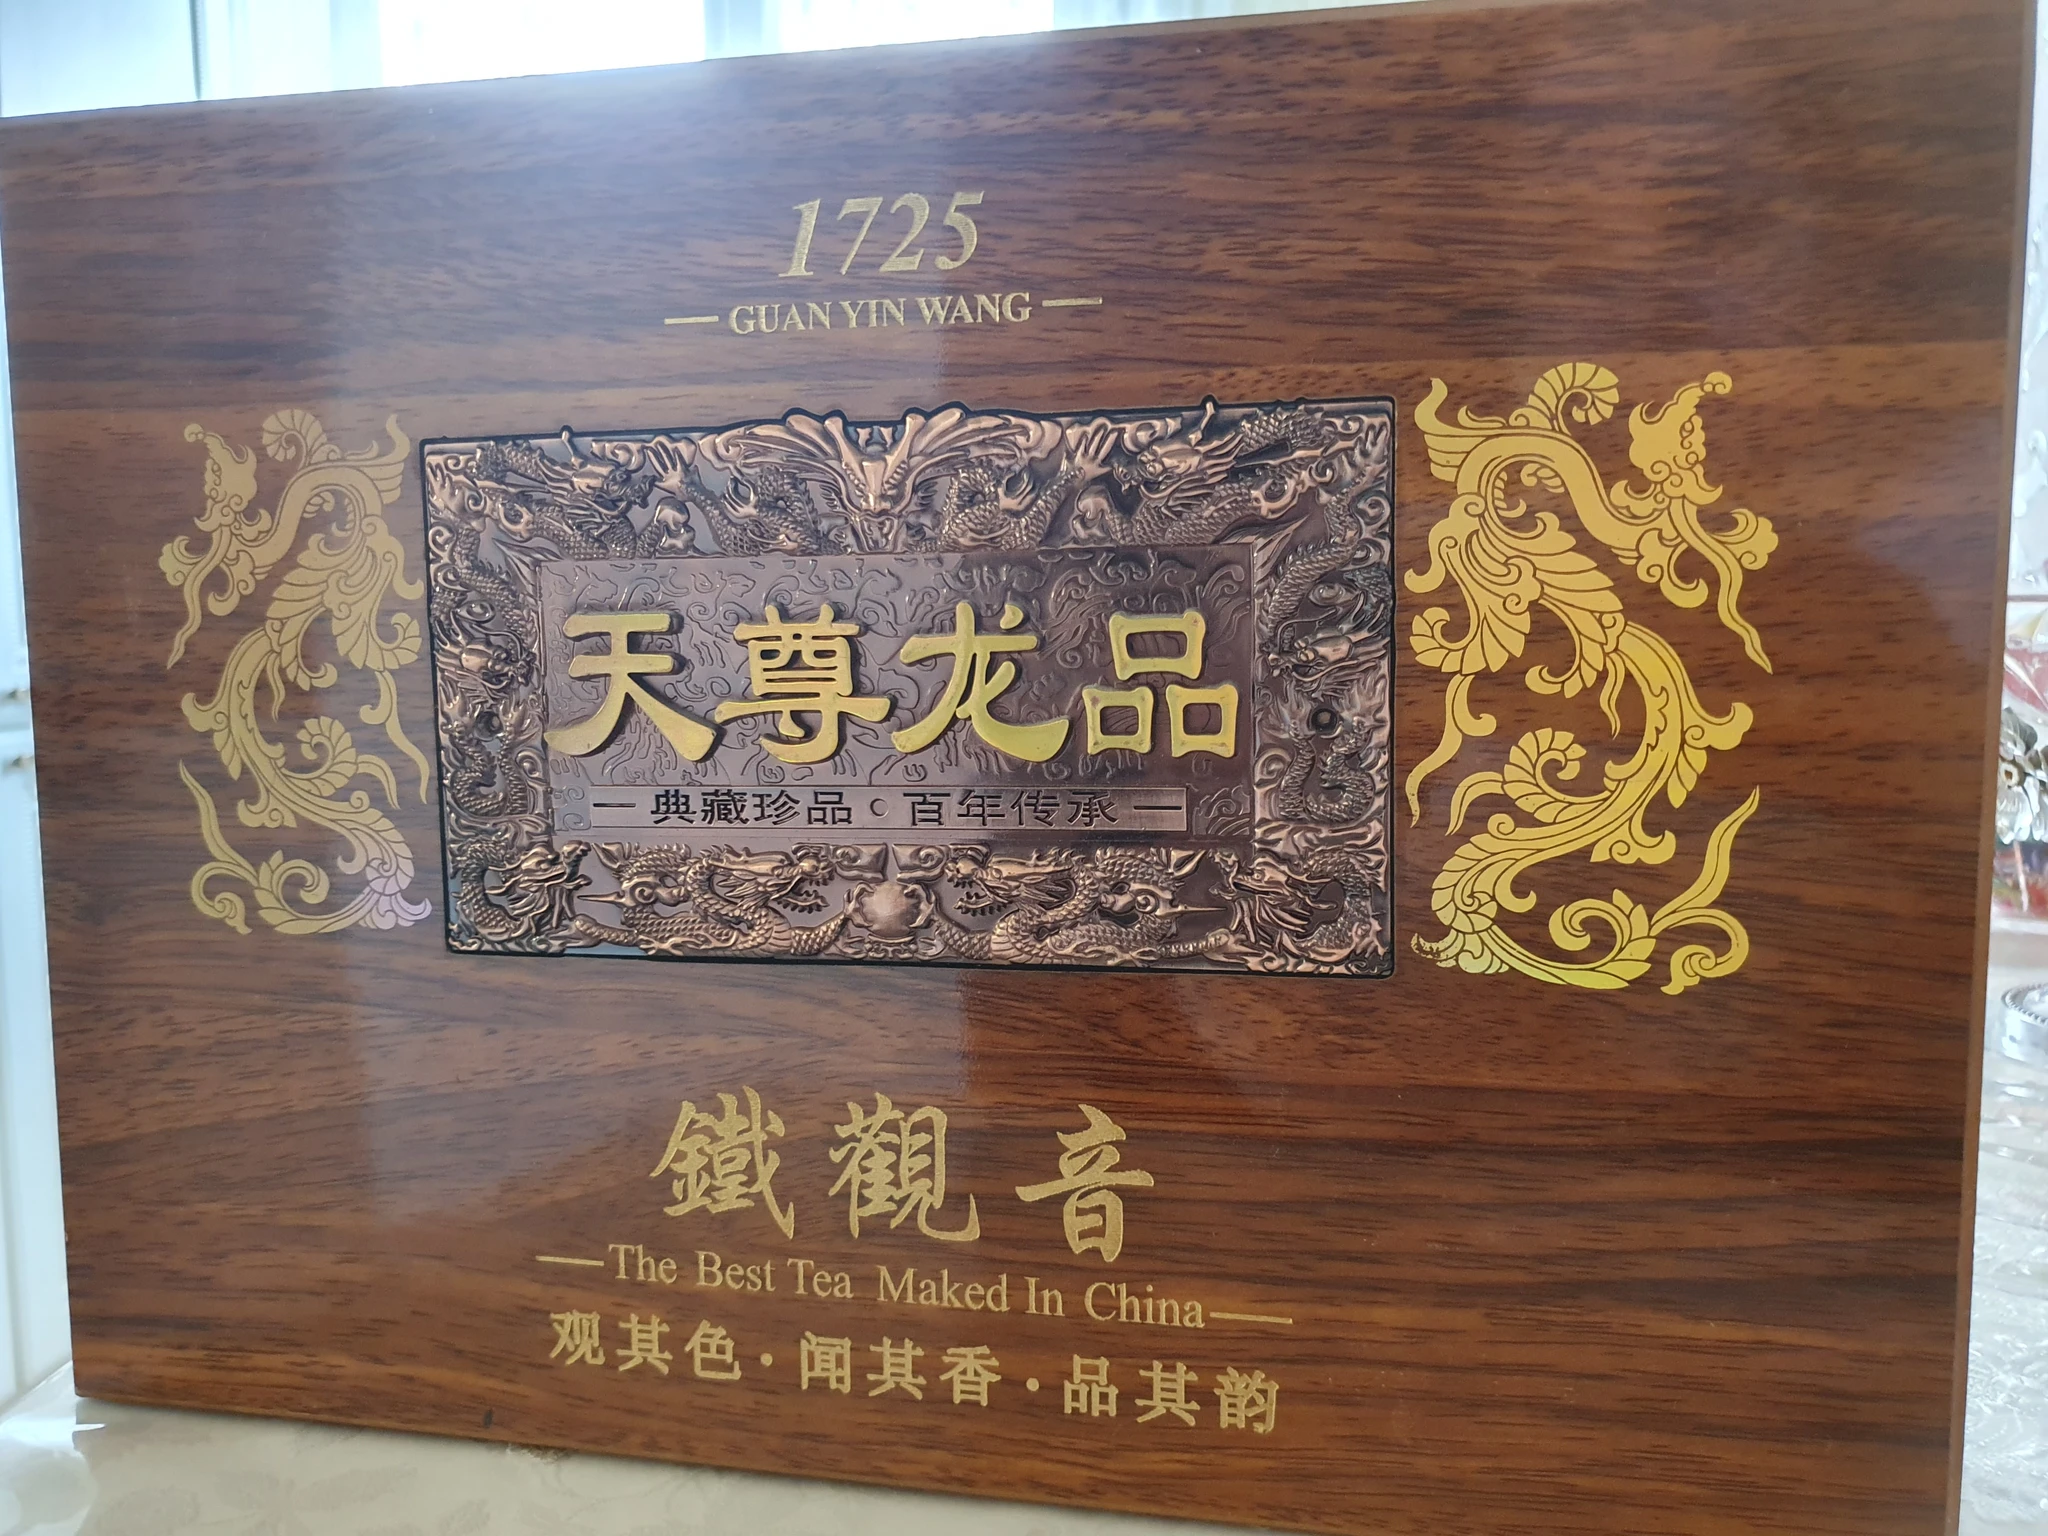 1725
— GUAN YIN WANG —
天尊龙品
— 典藏珍品 · 百年传承 —
鐵觀音
— The Best Tea Maked In China —
观其色 · 闻其香 · 品其韵